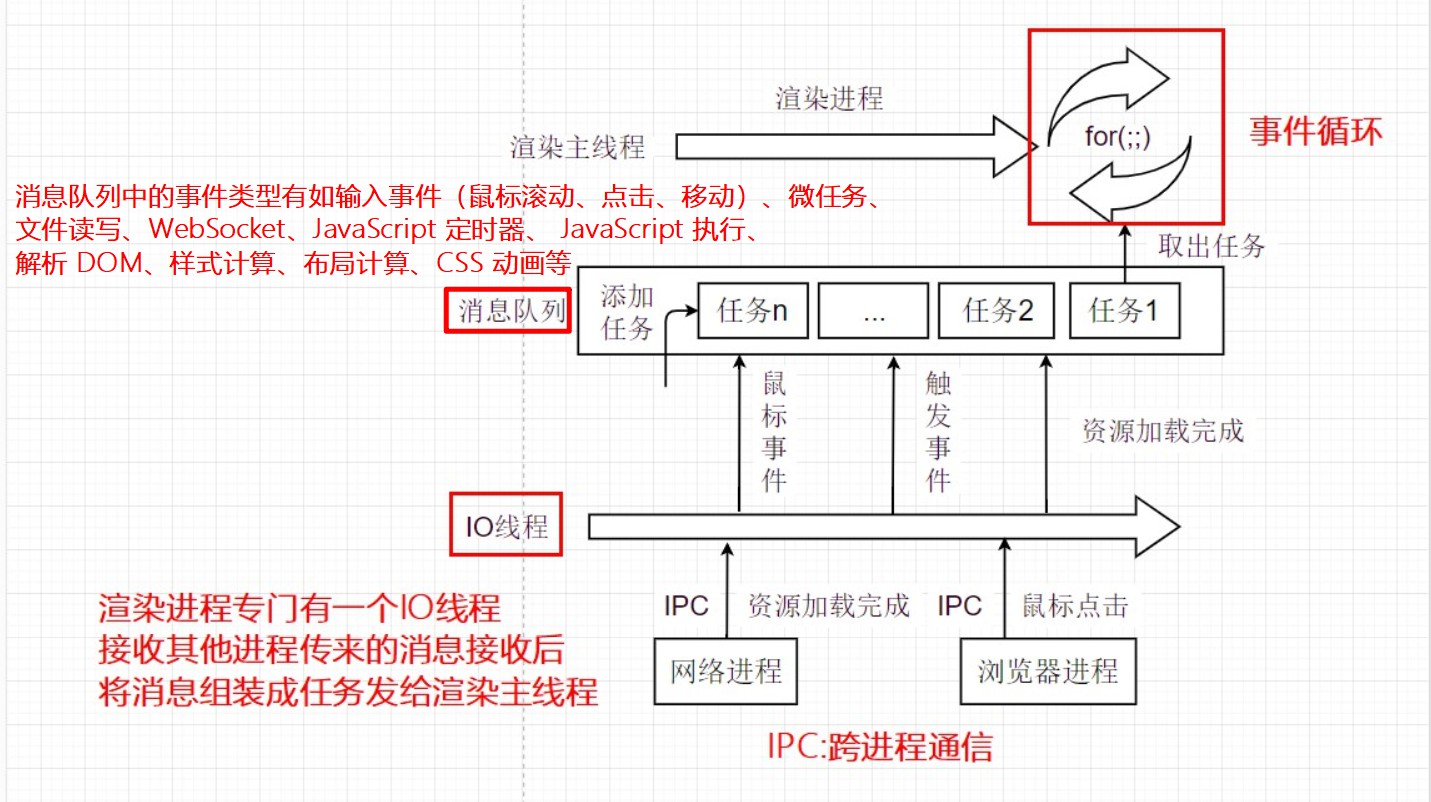 渲染进程
渲染主线程
for(;;)
事件循环
消息队列中的事件类型有如输入事件（鼠标滚动、点击、移动）、微任务、
文件读写、WebSocket、JavaScript 定时器、 JavaScript 执行、
解析 DOM、样式计算、布局计算、CSS 动画等
取出任务
消息队列
添加
任务
任务n
...
任务2
任务1
鼠标事件
触发事件
资源加载完成
IO线程
渲染进程专门有一个IO线程
接收其他进程传来的消息接收后
将消息组装成任务发给渲染主线程
IPC
资源加载完成
IPC
鼠标点击
网络进程
浏览器进程
IPC:跨进程通信